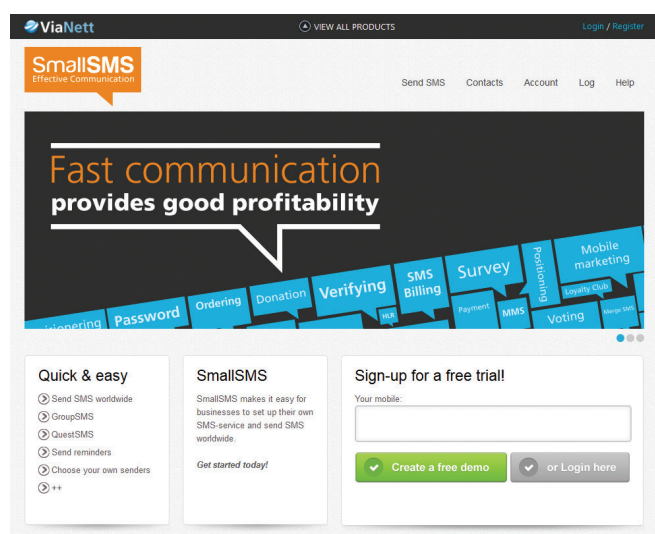 ViaNett
VIEW ALL PRODUCTS
Login / Register
SmallSMS
Effective Communication
Send SMS
Contacts
Account
Log
Help
Fast communication
provides good profitability
Password
Ordering
Donation
Verifying
HLR
SMS
Billing
Survey
Payment
MMS
Positioning
Mobile
marketing
Loyalty Club
Voting
Merge SMS
Quick & easy
Send SMS worldwide
GroupSMS
QuestSMS
Send reminders
Choose your own senders
++
SmallSMS
SmallSMS makes it easy for
businesses to set up their own
SMS-service and send SMS
worldwide.
Get started today!
Sign-up for a free trial!
Your mobile:
Create a free demo
or Login here